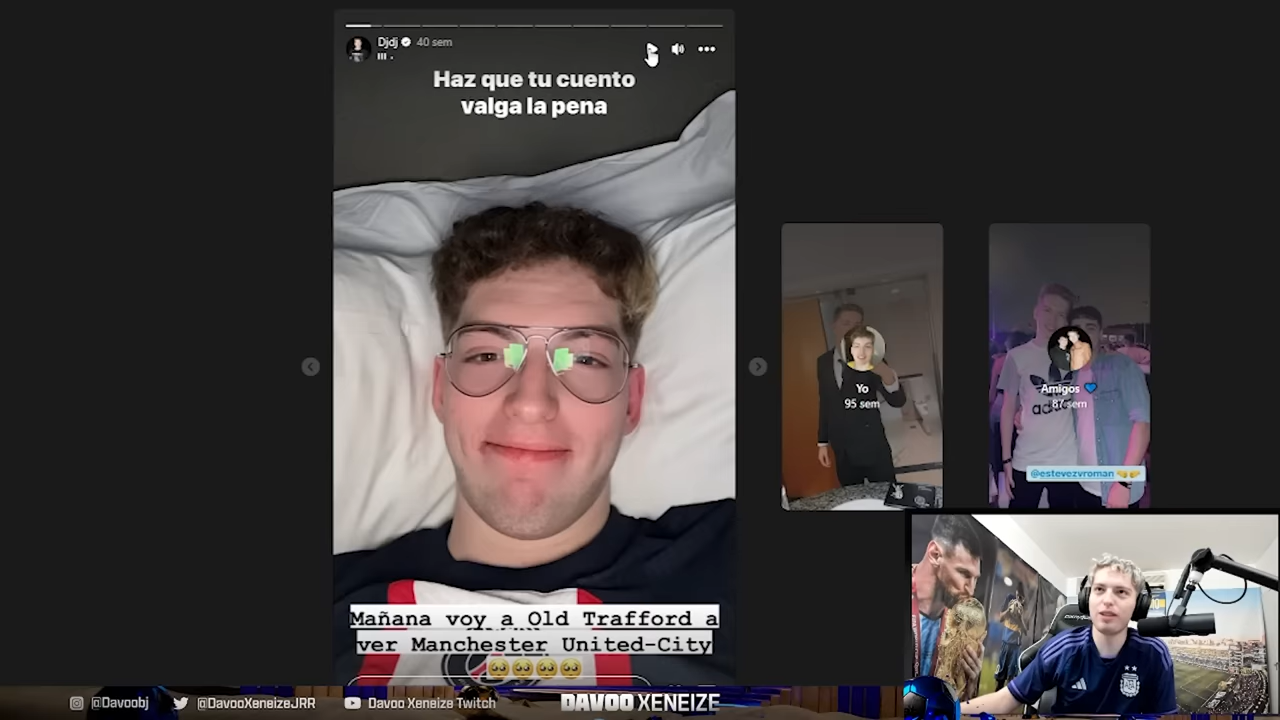 Djdj 40 sem
Haz que tu cuento
valga la pena
Yo
95 sem
Amigos 💙
87 sem
adidas
@estevezvroman 🤜🤛
Mañana voy a Old Trafford a
ver Manchester United-City
🥺🥺🥺🥺
@Davoobj
@DavooXeneizeJRR
Davoo Xeneize Twitch
DAVOO XENEIZE